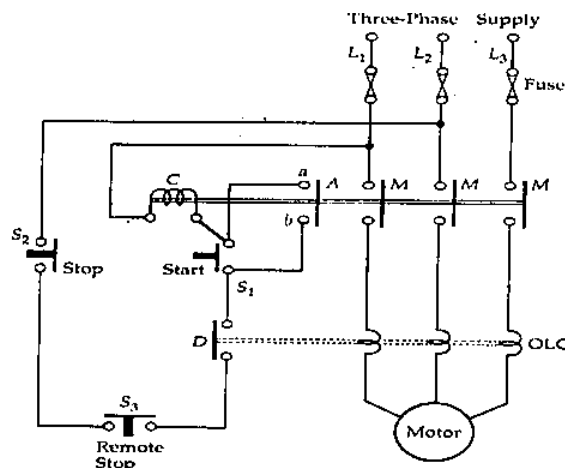 Three-Phase Supply
L1 L2 L3
Fuse
C a A M M M
b
S2
Stop
Start
S1
D
OLC
S3
Remote
Stop
Motor